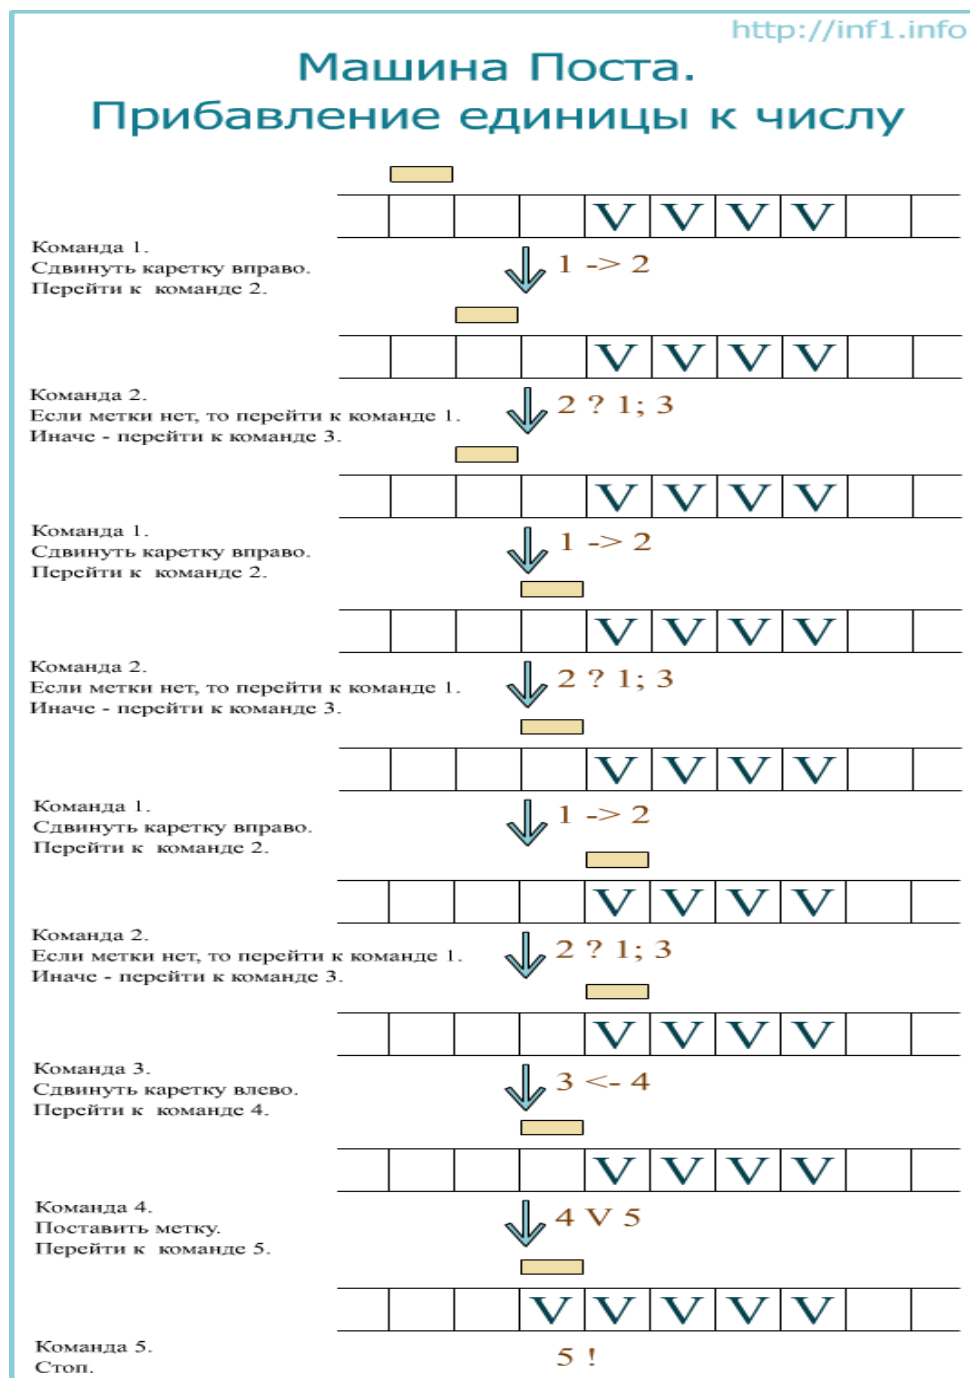 http://inf1.info
Машина Поста.
Прибавление единицы к числу
V V V V
Команда 1.
Сдвинуть каретку вправо.
Перейти к команде 2.
1 -> 2
V V V V
Команда 2.
Если метки нет, то перейти к команде 1.
Иначе - перейти к команде 3.
2 ? 1; 3
V V V V
Команда 1.
Сдвинуть каретку вправо.
Перейти к команде 2.
1 -> 2
V V V V
Команда 2.
Если метки нет, то перейти к команде 1.
Иначе - перейти к команде 3.
2 ? 1; 3
V V V V
Команда 1.
Сдвинуть каретку вправо.
Перейти к команде 2.
1 -> 2
V V V V
Команда 2.
Если метки нет, то перейти к команде 1.
Иначе - перейти к команде 3.
2 ? 1; 3
V V V V
Команда 3.
Сдвинуть каретку влево.
Перейти к команде 4.
3 <- 4
V V V V
Команда 4.
Поставить метку.
Перейти к команде 5.
4 V 5
V V V V V
Команда 5.
Стоп.
5 !